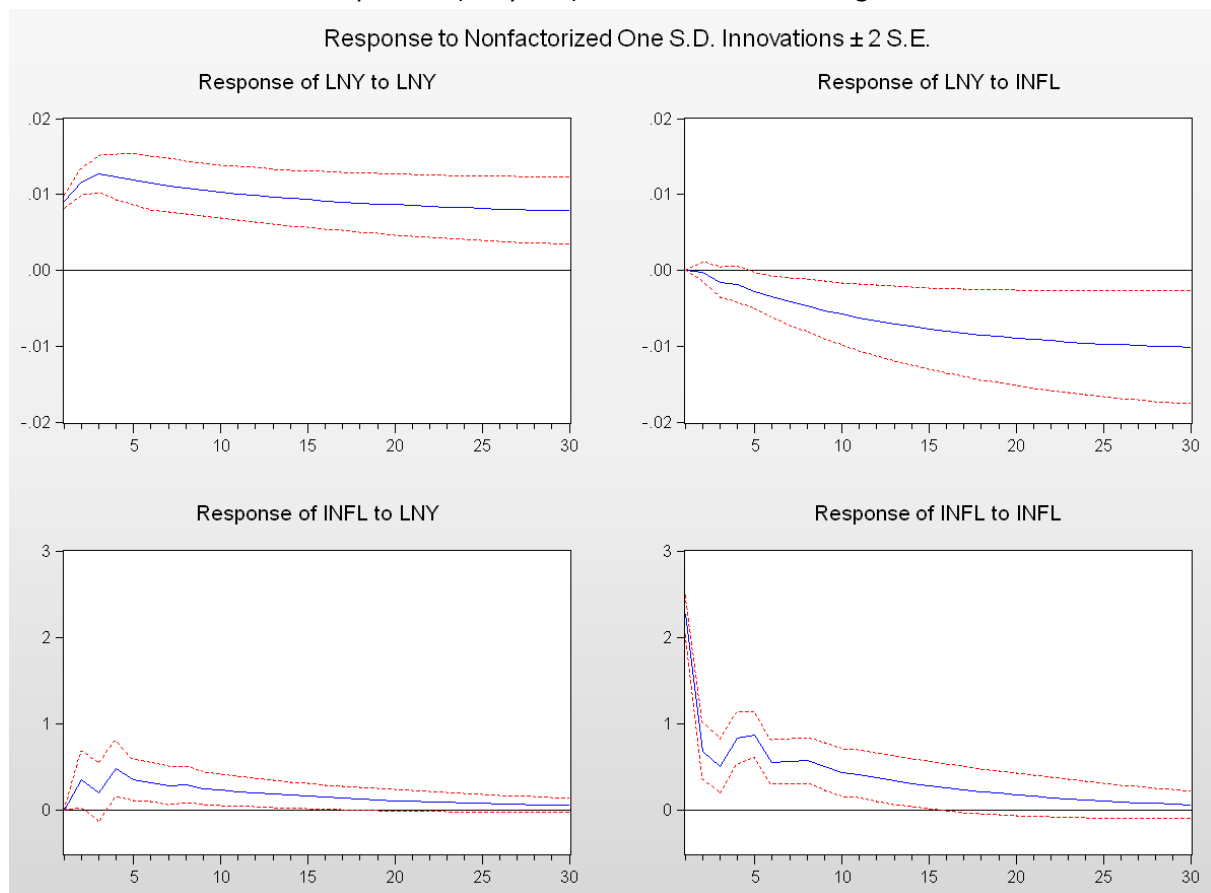 Response to Nonfactorized One S.D. Innovations ± 2 S.E.
Response of LNY to LNY
.02
.01
.00
-.01
-.02
5 10 15 20 25 30
Response of LNY to INFL
.02
.01
.00
-.01
-.02
5 10 15 20 25 30
Response of INFL to LNY
3
2
1
0
5 10 15 20 25 30
Response of INFL to INFL
3
2
1
0
5 10 15 20 25 30